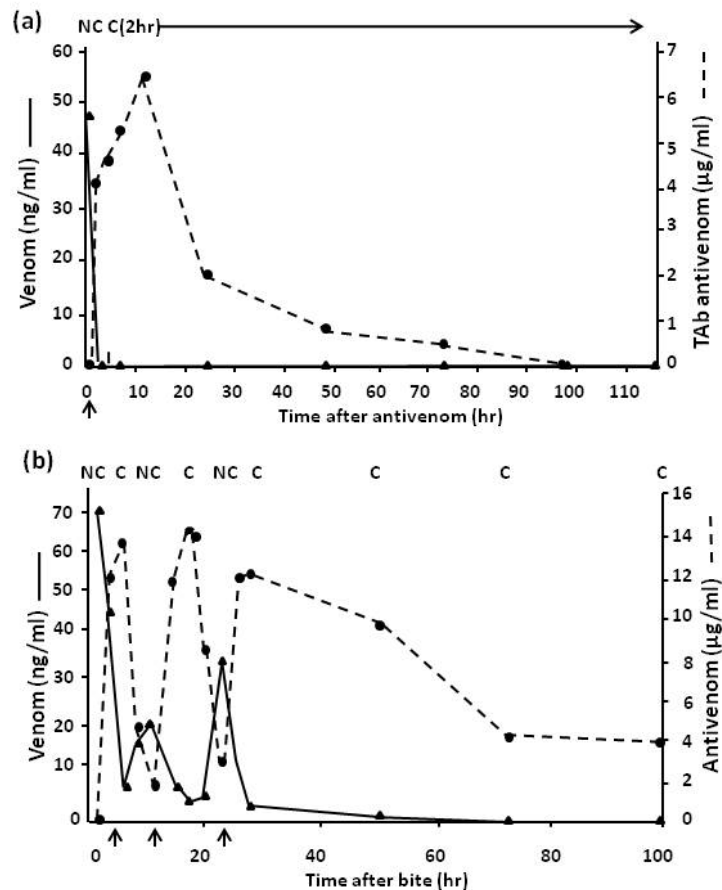 (a)
NC C(2hr)
60
50
40
30
20
10
0
Venom (ng/ml)
7
6
5
4
3
2
1
0
TAb antivenom (µg/ml)
0 10 20 30 40 50 60 70 80 90 100 110
Time after antivenom (hr)
(b)
NC C NC C NC C C C C
70
60
50
40
30
20
10
0
Venom (ng/ml)
16
14
12
10
8
6
4
2
0
Antivenom (µg/ml)
0 20 40 60 80 100
Time after bite (hr)